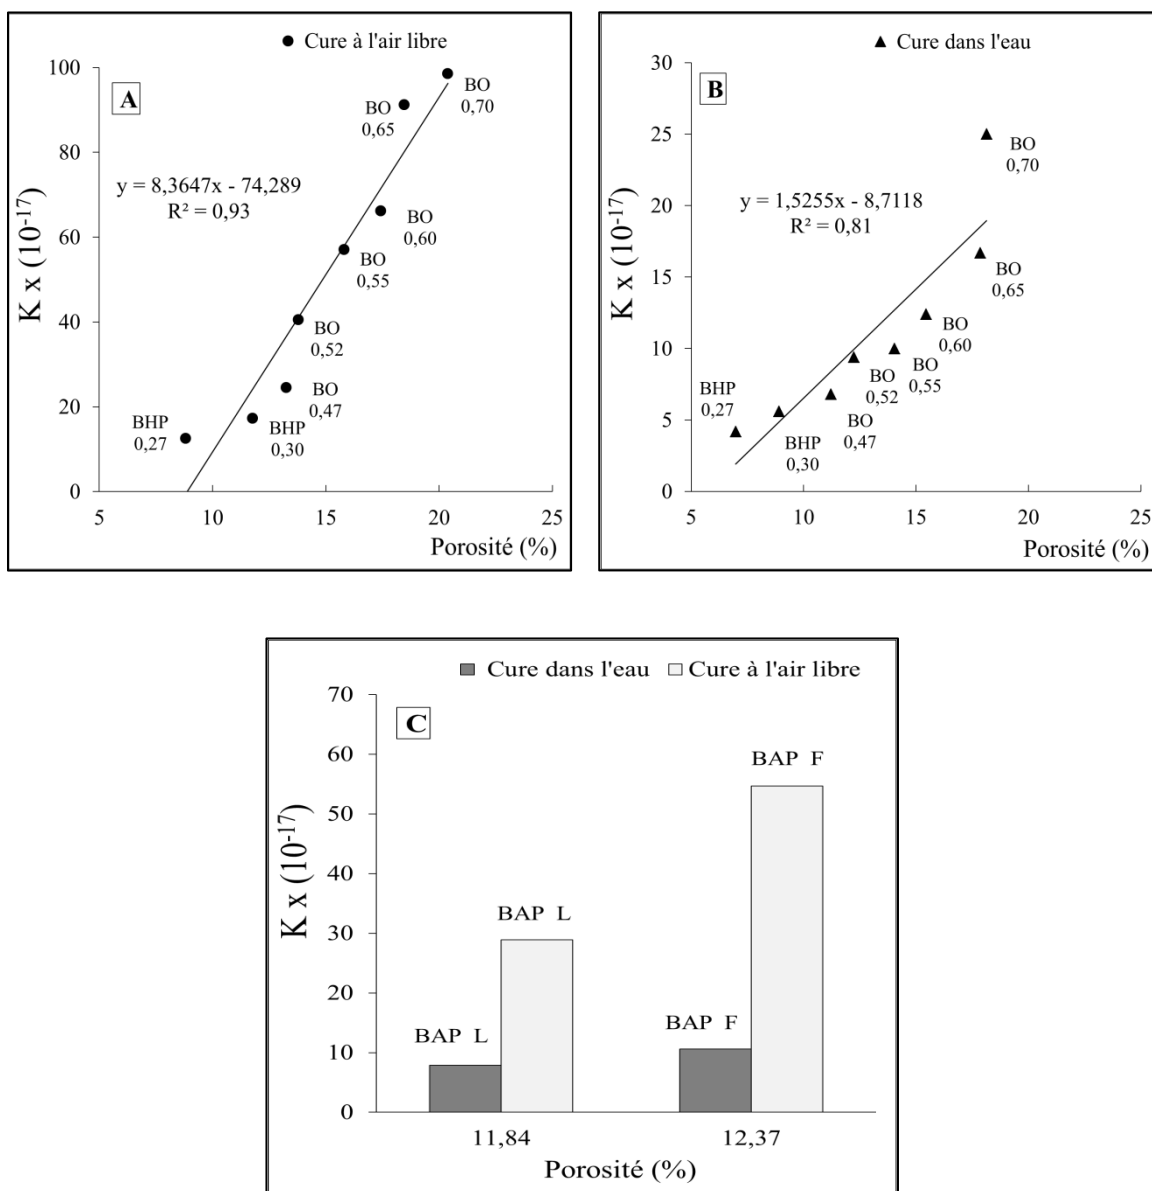 Cure à l'air libre
A
K x (10⁻¹⁷)
100
80
60
40
20
0
y = 8,3647x - 74,289
R² = 0,93
BO
0,70
BO
0,65
BO
0,60
BO
0,55
BO
0,52
BO
0,47
BHP
0,30
BHP
0,27
5 10 15 20 25
Porosité (%)
Cure dans l'eau
B
K x (10⁻¹⁷)
30
25
20
15
10
5
0
y = 1,5255x - 8,7118
R² = 0,81
BO
0,70
BO
0,65
BO
0,60
BO
0,55
BO
0,52
BO
0,47
BHP
0,30
BHP
0,27
5 10 15 20 25
Porosité (%)
Cure dans l'eau Cure à l'air libre
C
K x (10⁻¹⁷)
70
60
50
40
30
20
10
0
BAP L
BAP L
BAP F
BAP F
11,84 12,37
Porosité (%)